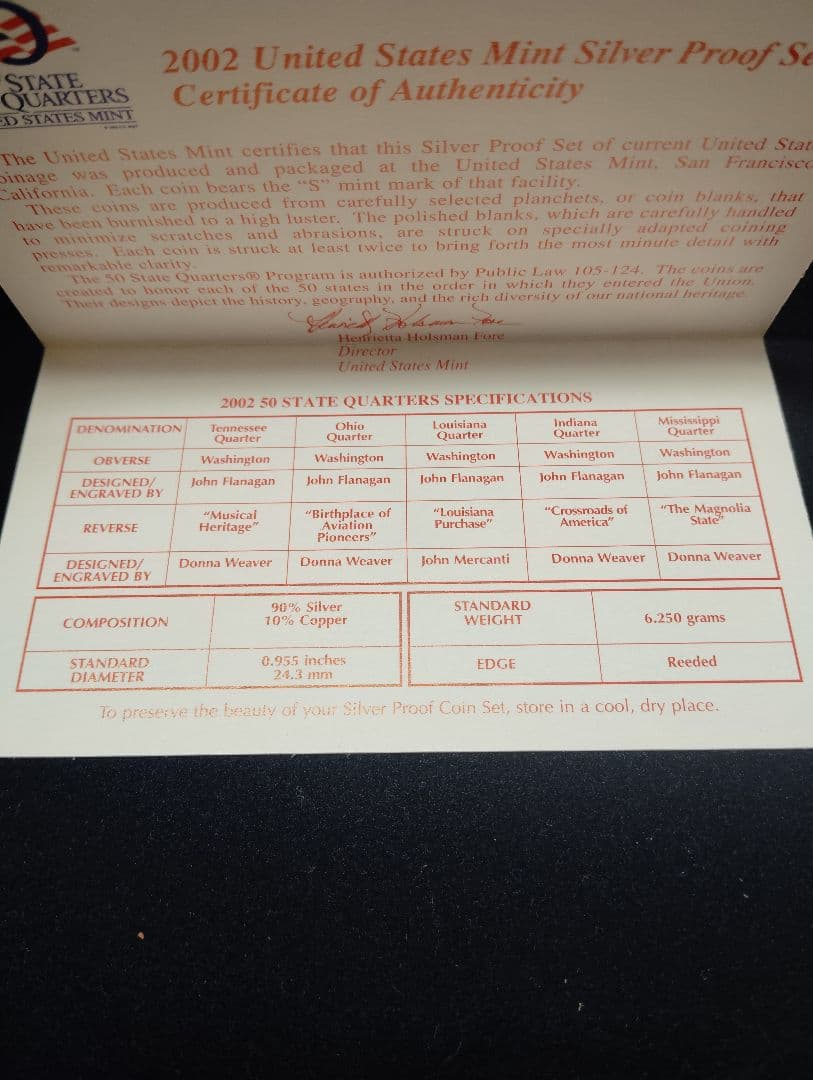 STATE
QUARTERS
STATES MINT
2002 United States Mint Silver Proof
Certificate of Authenticity
The United States Mint certifies that this Silver Proof Set of current United
was produced and packaged at the United States Mint, San Francisco
California. Each coin bears the "S" mint mark of that facility.
These coins are produced from carefully selected planchets, or coin blanks, that
have been burnished to a high luster. The polished blanks, which are carefully handled
to minimize scratches and abrasions, are struck on specially adapted coining
presses. Each coin is struck at least twice to bring forth the most minute detail with
remarkable clarity.
The 50 State Quarters® Program is authorized by Public Law 105-124. The coins are
created to honor each of the 50 states in the order in which they entered the Union.
Their designs depict the history, geography, and the rich diversity of our national heritage.
Henrietta Holsman Fore
Henrietta Holsman Fore
Director
United States Mint
2002 50 STATE QUARTERS SPECIFICATIONS
DENOMINATION Tennessee Quarter Ohio Quarter Louisiana Quarter Indiana Quarter Mississippi Quarter
OBVERSE Washington Washington Washington Washington Washington
DESIGNED/ ENGRAVED BY John Flanagan John Flanagan John Flanagan John Flanagan John Flanagan
REVERSE "Musical Heritage" "Birthplace of Aviation Pioneers" "Louisiana Purchase" "Crossroads of America" "The Magnolia State"
DESIGNED/ ENGRAVED BY Donna Weaver Donna Weaver John Mercanti Donna Weaver Donna Weaver
COMPOSITION 90% Silver 10% Copper STANDARD WEIGHT 6.250 grams
STANDARD DIAMETER 0.955 inches 24.3 mm EDGE Reeded
To preserve the beauty of your Silver Proof Coin Set, store in a cool, dry place.